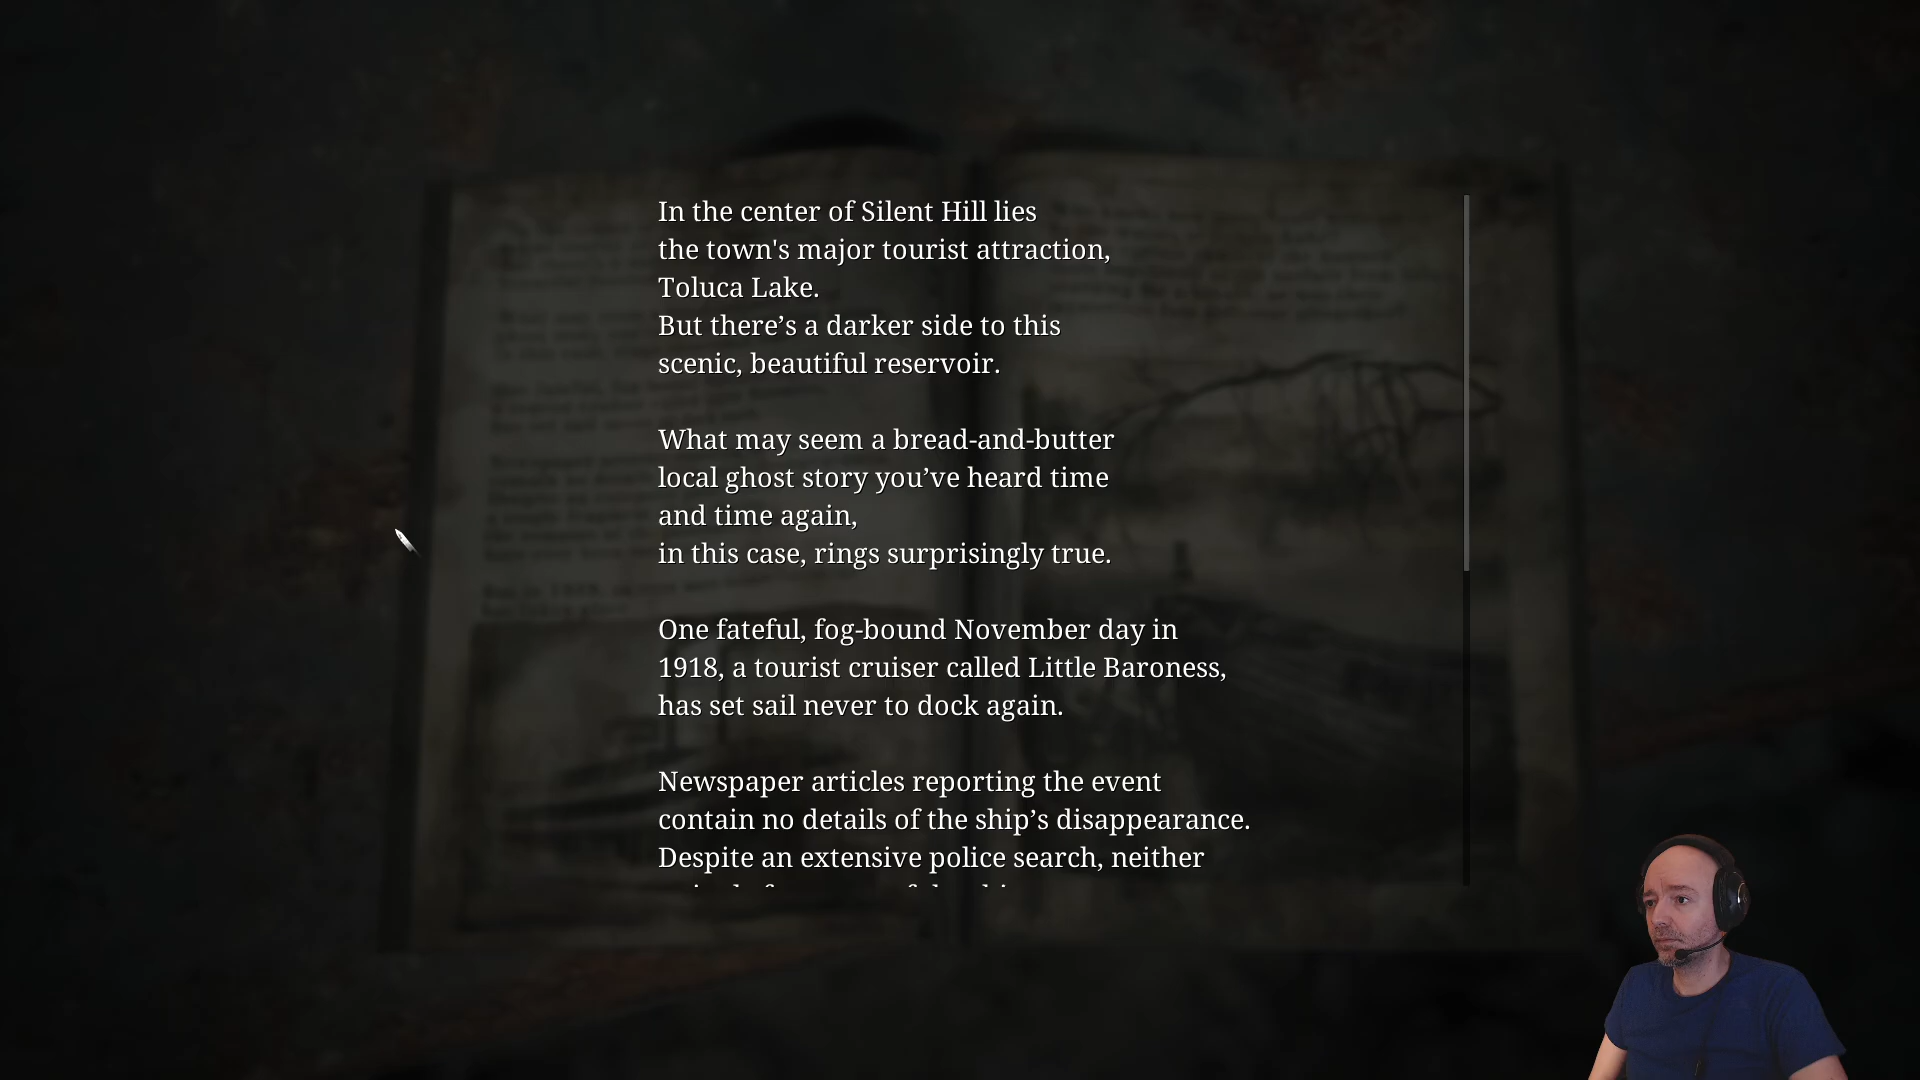 In the center of Silent Hill lies
the town's major tourist attraction,
Toluca Lake.
But there’s a darker side to this
scenic, beautiful reservoir.
What may seem a bread-and-butter
local ghost story you’ve heard time
and time again,
in this case, rings surprisingly true.
One fateful, fog-bound November day in
1918, a tourist cruiser called Little Baroness,
has set sail never to dock again.
Newspaper articles reporting the event
contain no details of the ship’s disappearance.
Despite an extensive police search, neither